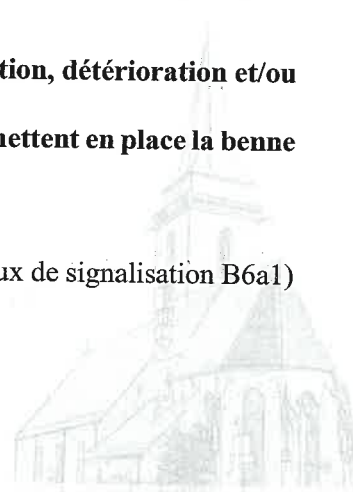 tion, détérioration et/ou
mettent en place la benne
ux de signalisation B6a1)